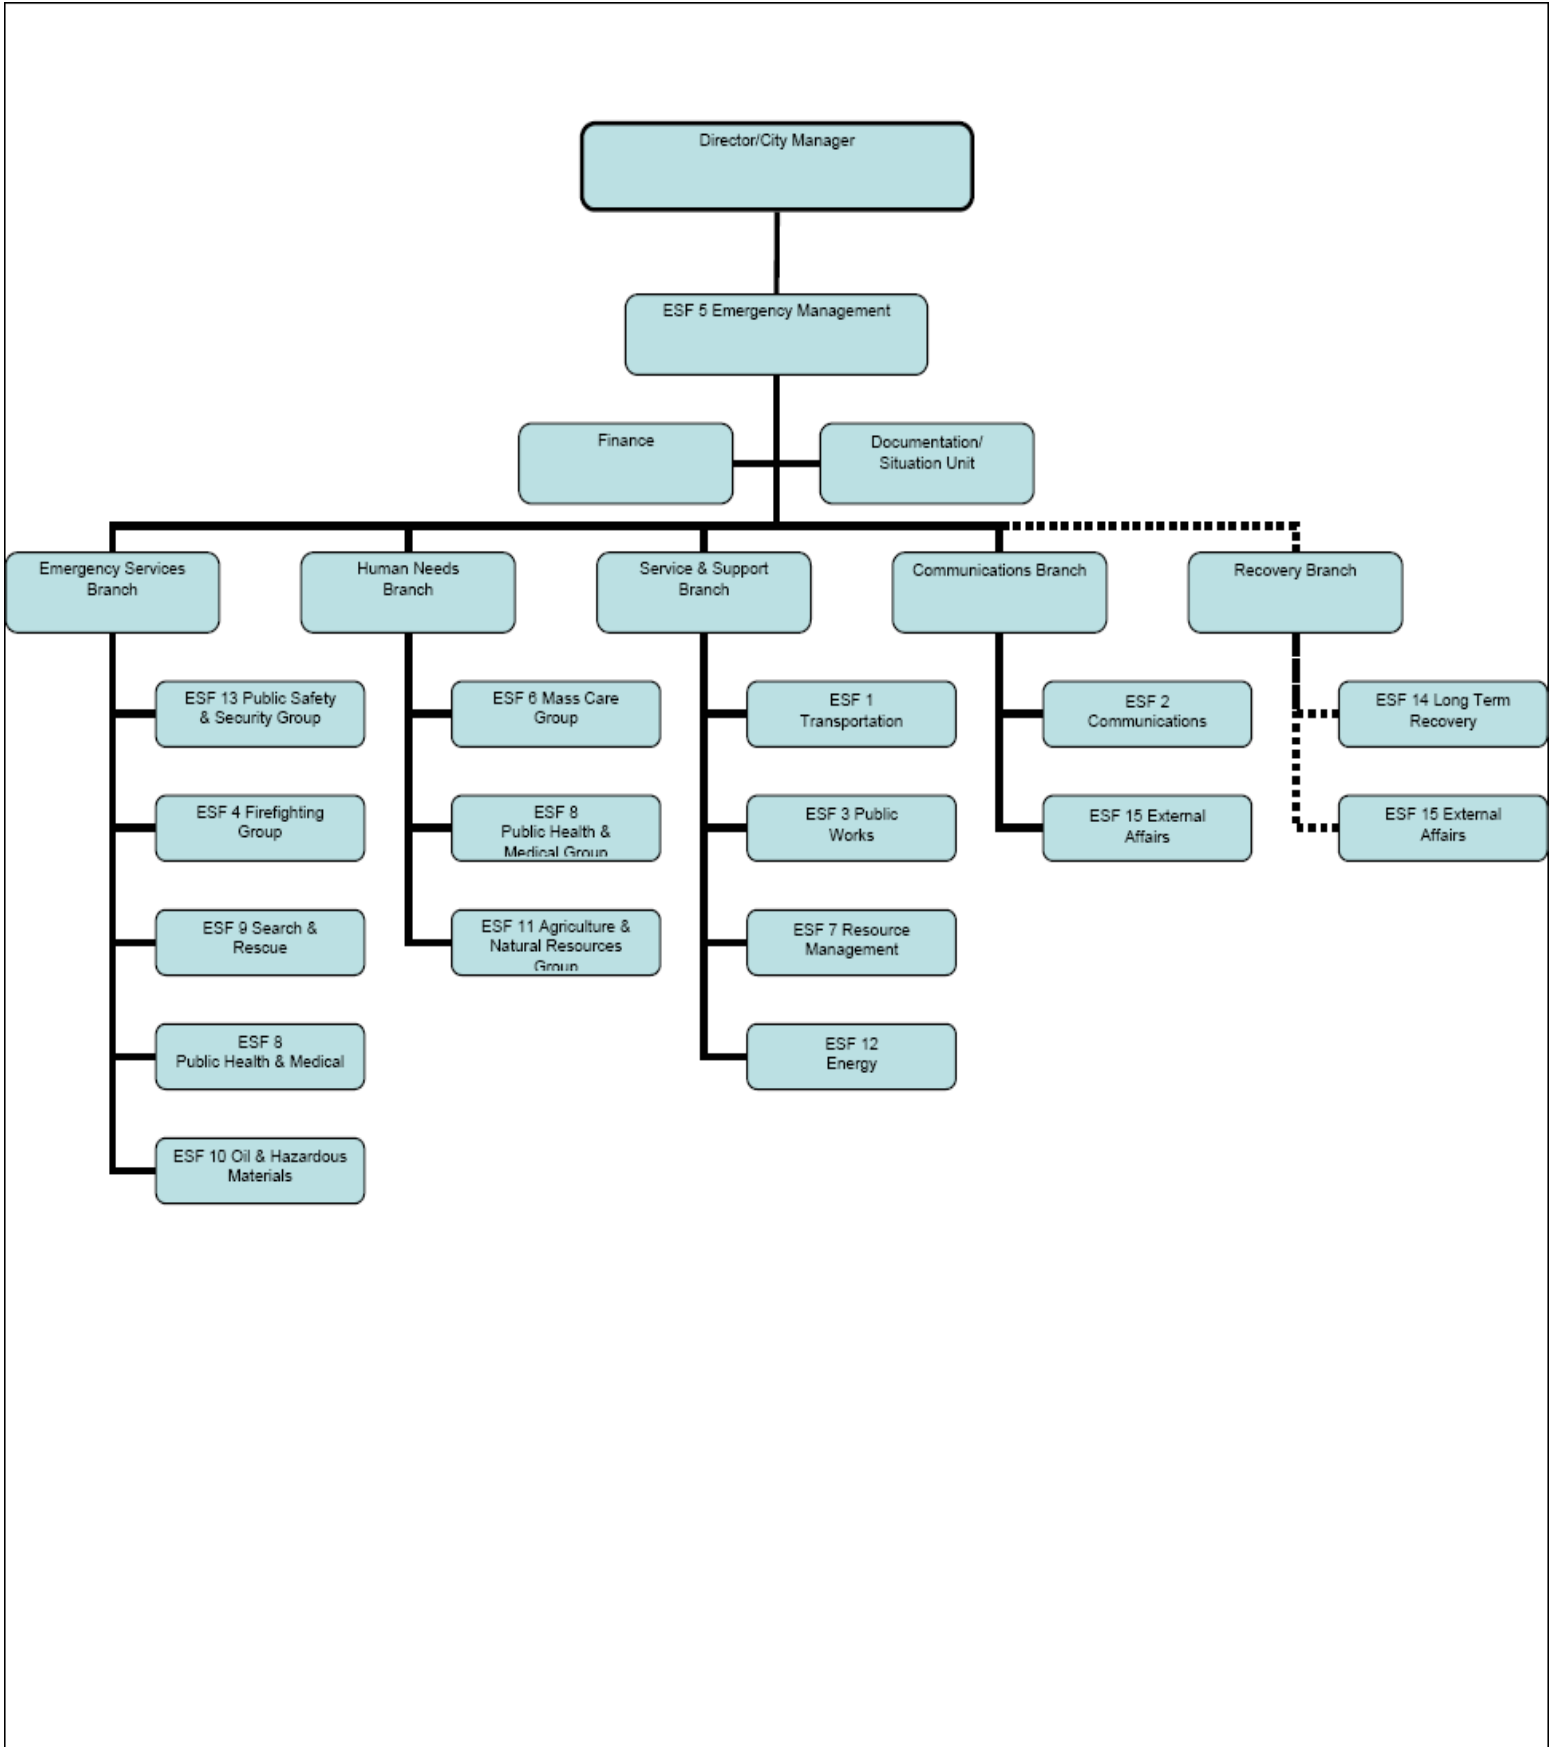 Director/City Manager
ESF 5 Emergency Management
Finance
Documentation/
Situation Unit
Emergency Services
Branch
Human Needs
Branch
Service & Support
Branch
Communications Branch
Recovery Branch
ESF 13 Public Safety
& Security Group
ESF 6 Mass Care
Group
ESF 1
Transportation
ESF 2
Communications
ESF 14 Long Term
Recovery
ESF 4 Firefighting
Group
ESF 8
Public Health &
Medical Group
ESF 3 Public
Works
ESF 15 External
Affairs
ESF 15 External
Affairs
ESF 9 Search &
Rescue
ESF 11 Agriculture &
Natural Resources
Group
ESF 7 Resource
Management
ESF 8
Public Health & Medical
ESF 12
Energy
ESF 10 Oil & Hazardous
Materials